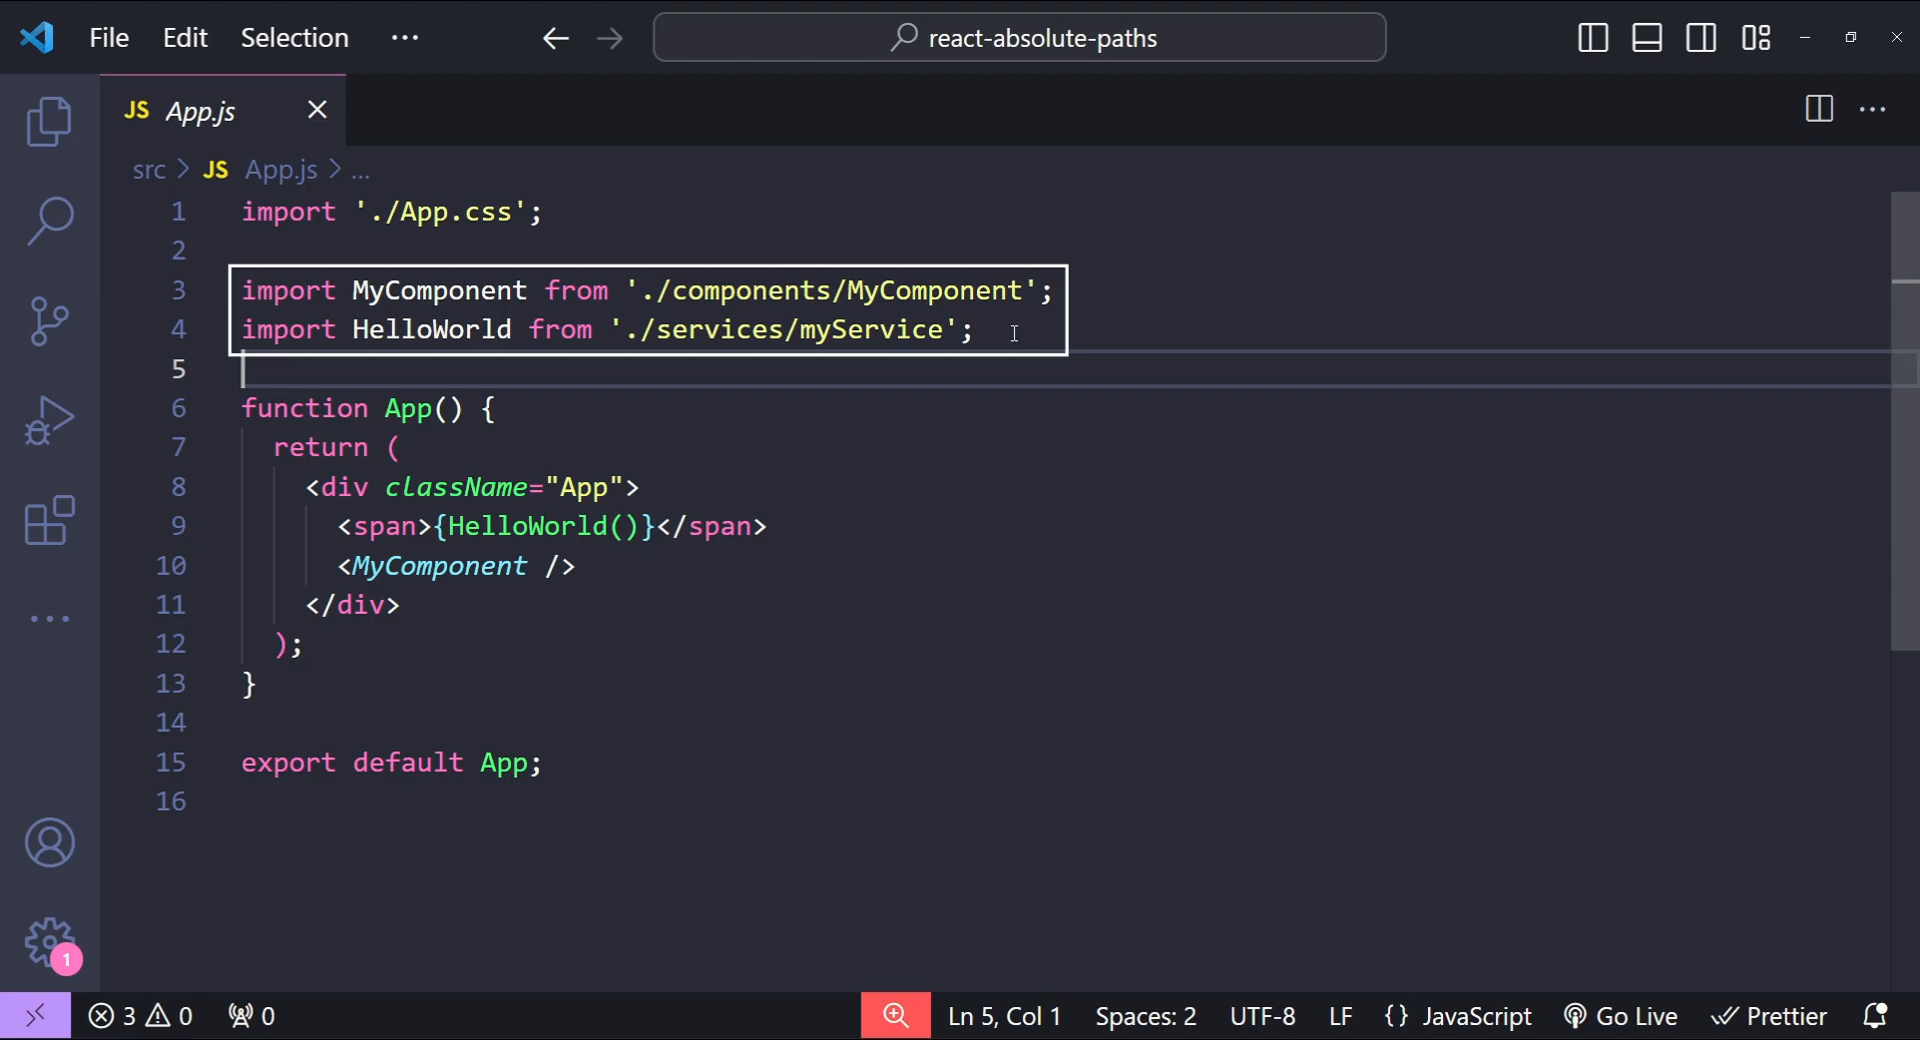 File Edit Selection ··· react-absolute-paths
JS App.js
src > JS App.js > ...
1 import './App.css';
2
3 import MyComponent from './components/MyComponent';
4 import HelloWorld from './services/myService';
5
6 function App() {
7 return (
8 <div className="App">
9 <span>{HelloWorld()}</span>
10 <MyComponent />
11 </div>
12 );
13 }
14
15 export default App;
16
1
3 0 0 Ln 5, Col 1 Spaces: 2 UTF-8 LF {} JavaScript Go Live Prettier